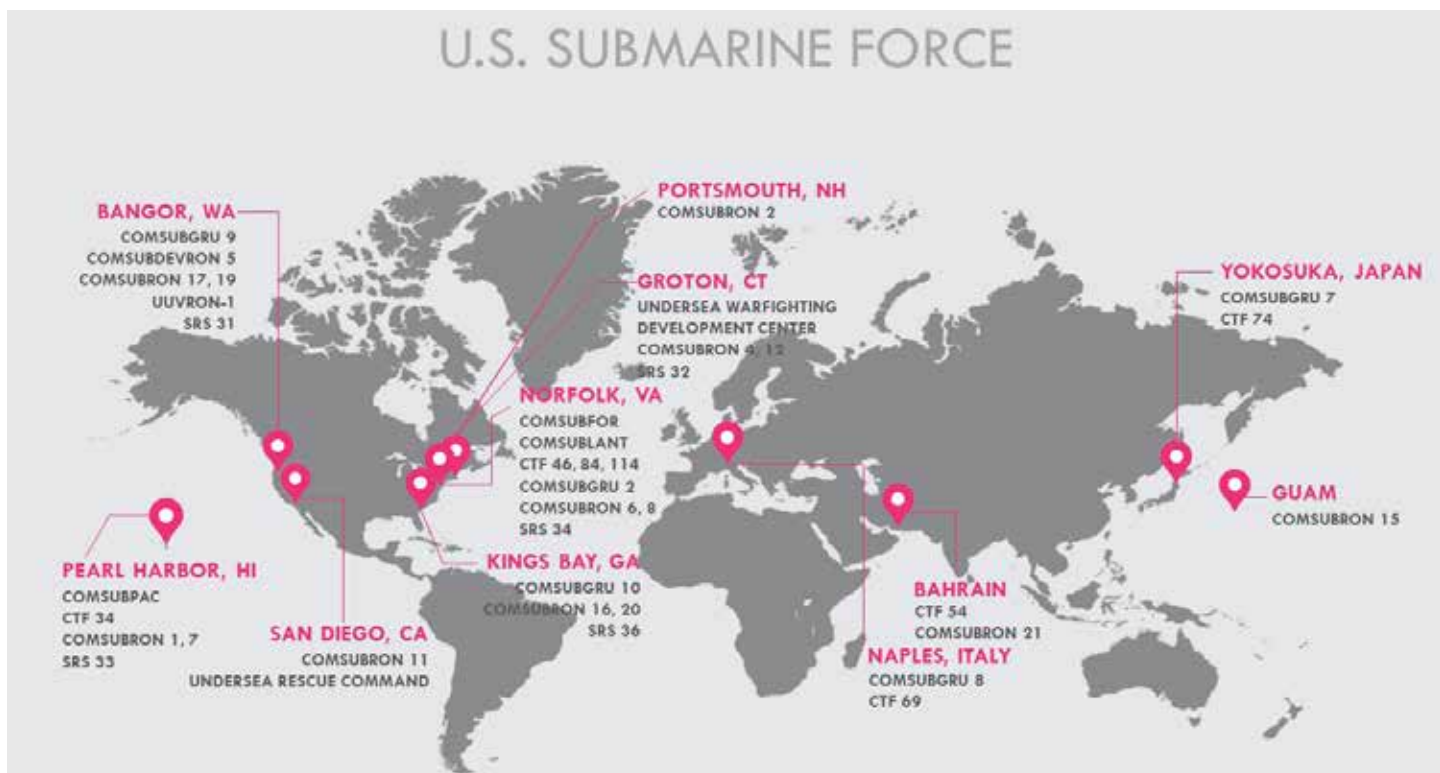 U.S. SUBMARINE FORCE
BANGOR, WA
COMSUBGRU 9
COMSUBDEVRON 5
COMSUBRON 17, 19
UUVRON-1
SRS 31
PORTSMOUTH, NH
COMSUBRON 2
GROTON, CT
UNDERSEA WARFIGHTING
DEVELOPMENT CENTER
COMSUBRON 4, 12
SRS 32
NORFOLK, VA
COMSUBFOR
COMSUBLANT
CTF 46, 84, 114
COMSUBGRU 2
COMSUBRON 6, 8
SRS 34
KINGS BAY, GA
COMSUBGRU 10
COMSUBRON 16, 20
SRS 36
PEARL HARBOR, HI
COMSUBPAC
CTF 34
COMSUBRON 1, 7
SRS 33
SAN DIEGO, CA
COMSUBRON 11
UNDERSEA RESCUE COMMAND
YOKOSUKA, JAPAN
COMSUBGRU 7
CTF 74
GUAM
COMSUBRON 15
BAHRAIN
CTF 54
COMSUBRON 21
NAPLES, ITALY
COMSUBGRU 8
CTF 69